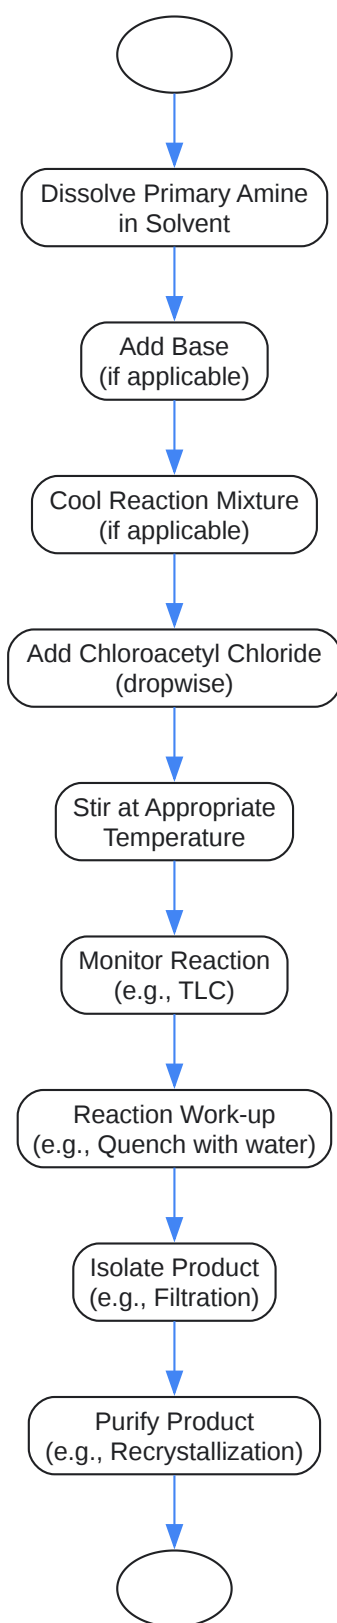 Dissolve Primary Amine
in Solvent
Add Base
(if applicable)
Cool Reaction Mixture
(if applicable)
Add Chloroacetyl Chloride
(dropwise)
Stir at Appropriate
Temperature
Monitor Reaction
(e.g., TLC)
Reaction Work-up
(e.g., Quench with water)
Isolate Product
(e.g., Filtration)
Purify Product
(e.g., Recrystallization)